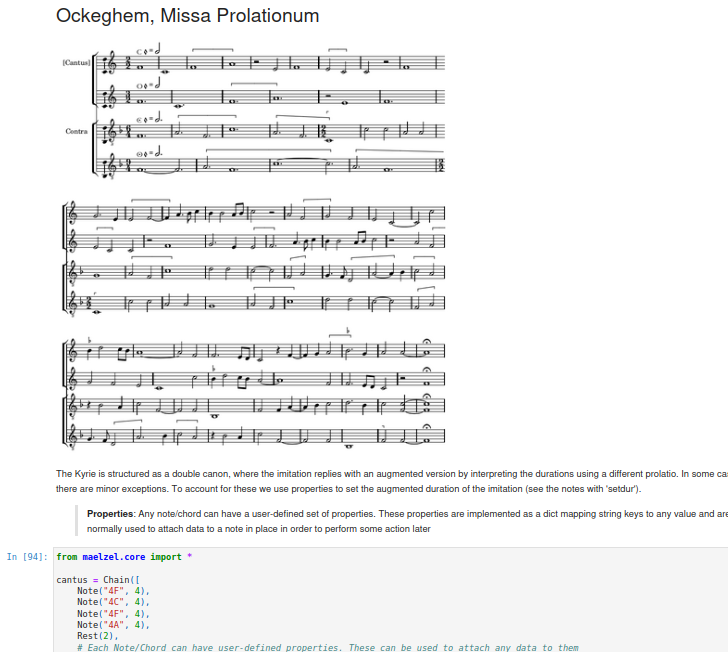 Ockeghem, Missa Prolationum
[Cantus]
Contra
The Kyrie is structured as a double canon, where the imitation replies with an augmented version by interpreting the durations using a different prolatio. In some
there are minor exceptions. To account for these we use properties to set the augmented duration of the imitation (see the notes with 'setdur').
Properties: Any note/chord can have a user-defined set of properties. These properties are implemented as a dict mapping string keys to any value and are
normally used to attach data to a note in place in order to perform some action later
In [94]: from maelzel.core import *
cantus = Chain([
Note("4F", 4),
Note("4C", 4),
Note("4F", 4),
Note("4A", 4),
Rest(2),
# Each Note/Chord can have user-defined properties. These can be used to attach any data to them